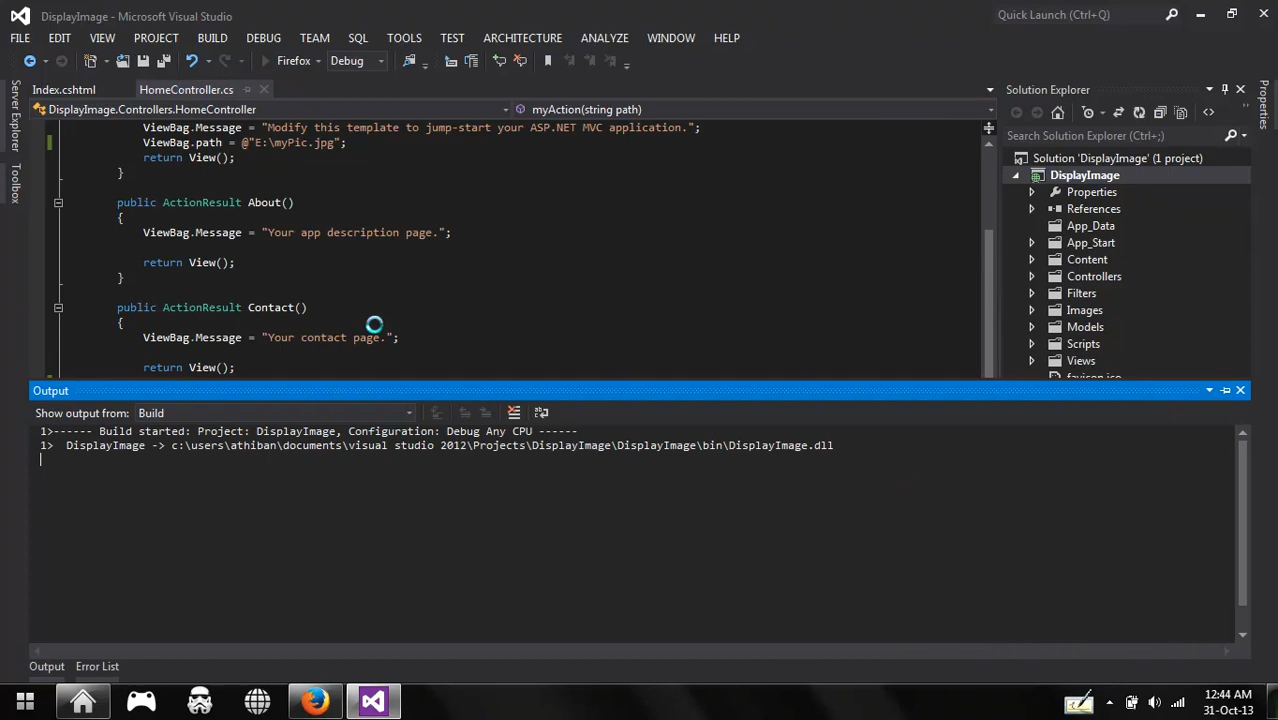 DisplayImage - Microsoft Visual Studio
Quick Launch (Ctrl+Q)
FILE EDIT VIEW PROJECT BUILD DEBUG TEAM SQL TOOLS TEST ARCHITECTURE ANALYZE WINDOW HELP
Firefox Debug
Server Explorer
Toolbox
Index.cshtml HomeController.cs
DisplayImage.Controllers.HomeController myAction(string path)
ViewBag.Message = "Modify this template to jump-start your ASP.NET MVC application.";
ViewBag.path = @"E:\myPic.jpg";
return View();
}
public ActionResult About()
{
ViewBag.Message = "Your app description page.";
return View();
}
public ActionResult Contact()
{
ViewBag.Message = "Your contact page.";
return View();
Solution Explorer
Search Solution Explorer (Ctrl+;)
Solution 'DisplayImage' (1 project)
DisplayImage
Properties
References
App_Data
App_Start
Content
Controllers
Filters
Images
Models
Scripts
Views
favicon.ico
Properties
Output
Show output from: Build
1>------ Build started: Project: DisplayImage, Configuration: Debug Any CPU ------
1> DisplayImage -> c:\users\athiban\documents\visual studio 2012\Projects\DisplayImage\DisplayImage\bin\DisplayImage.dll
Output Error List
12:44 AM
31-Oct-13